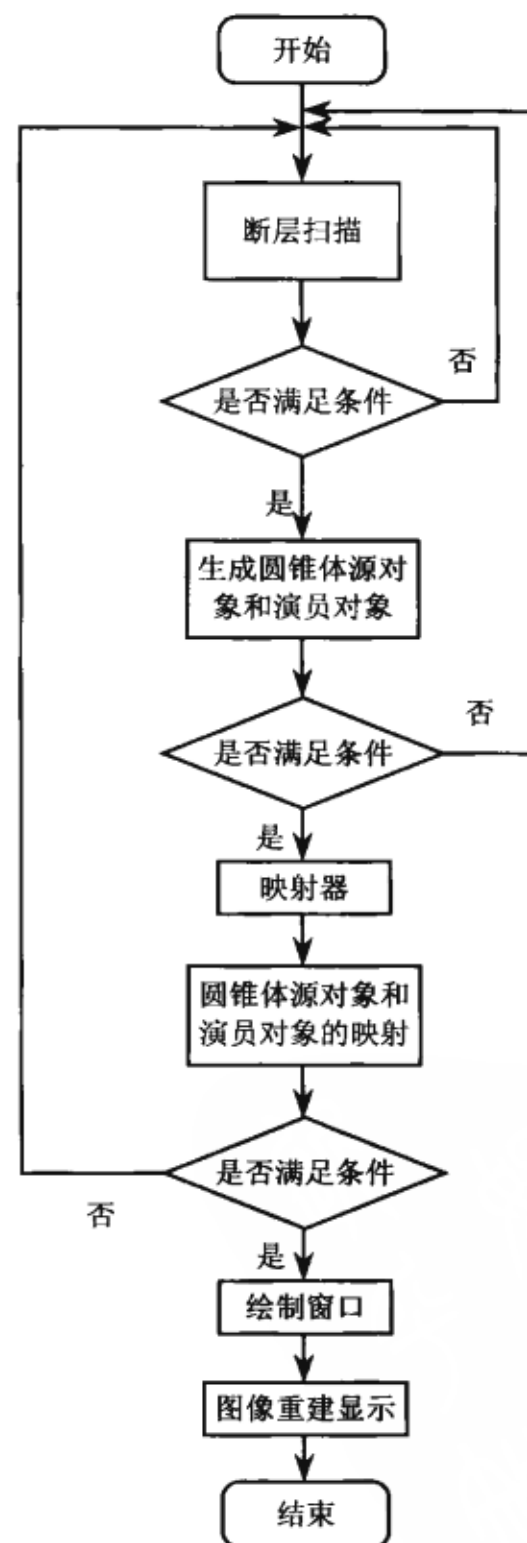 开始
断层扫描
是否满足条件
否
是
生成圆锥体源对
象和演员对象
是否满足条件
否
是
映射器
圆锥体源对象和
演员对象的映射
是否满足条件
否
是
绘制窗口
图像重建显示
结束